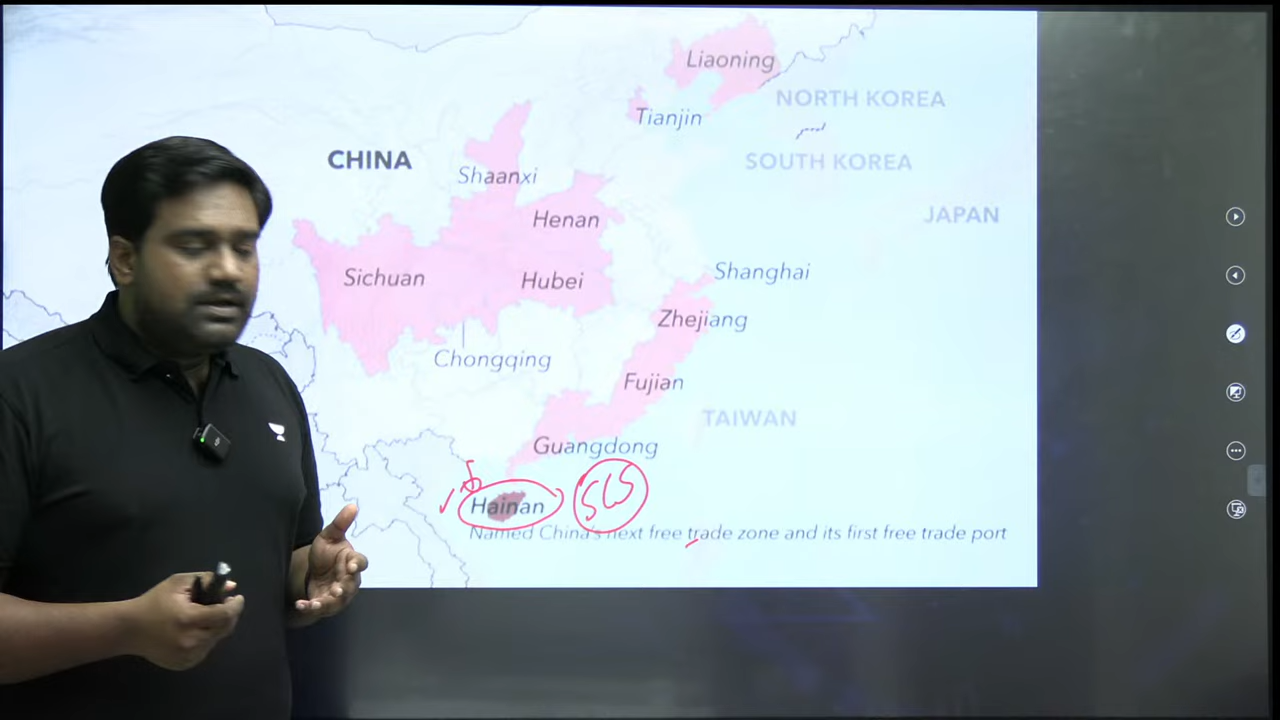 Liaoning
NORTH KOREA
Tianjin
SOUTH KOREA
CHINA
Shaanxi
JAPAN
Henan
Shanghai
Sichuan
Hubei
Zhejiang
Chongqing
Fujian
TAIWAN
Guangdong
Hainan
SCS
Named China's next free trade zone and its first free trade port